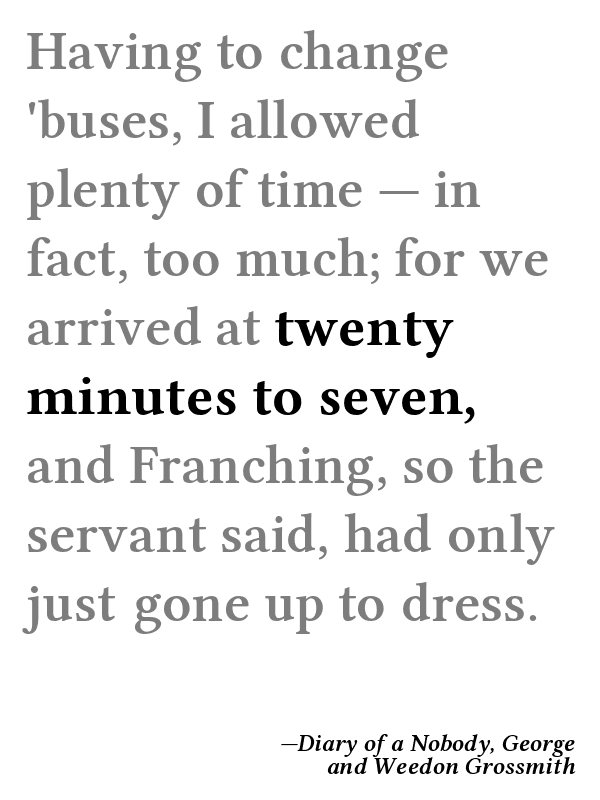 Having to change
'buses, I allowed
plenty of time — in
fact, too much; for we
arrived at twenty
minutes to seven,
and Franching, so the
servant said, had only
just gone up to dress.
—Diary of a Nobody, George
and Weedon Grossmith